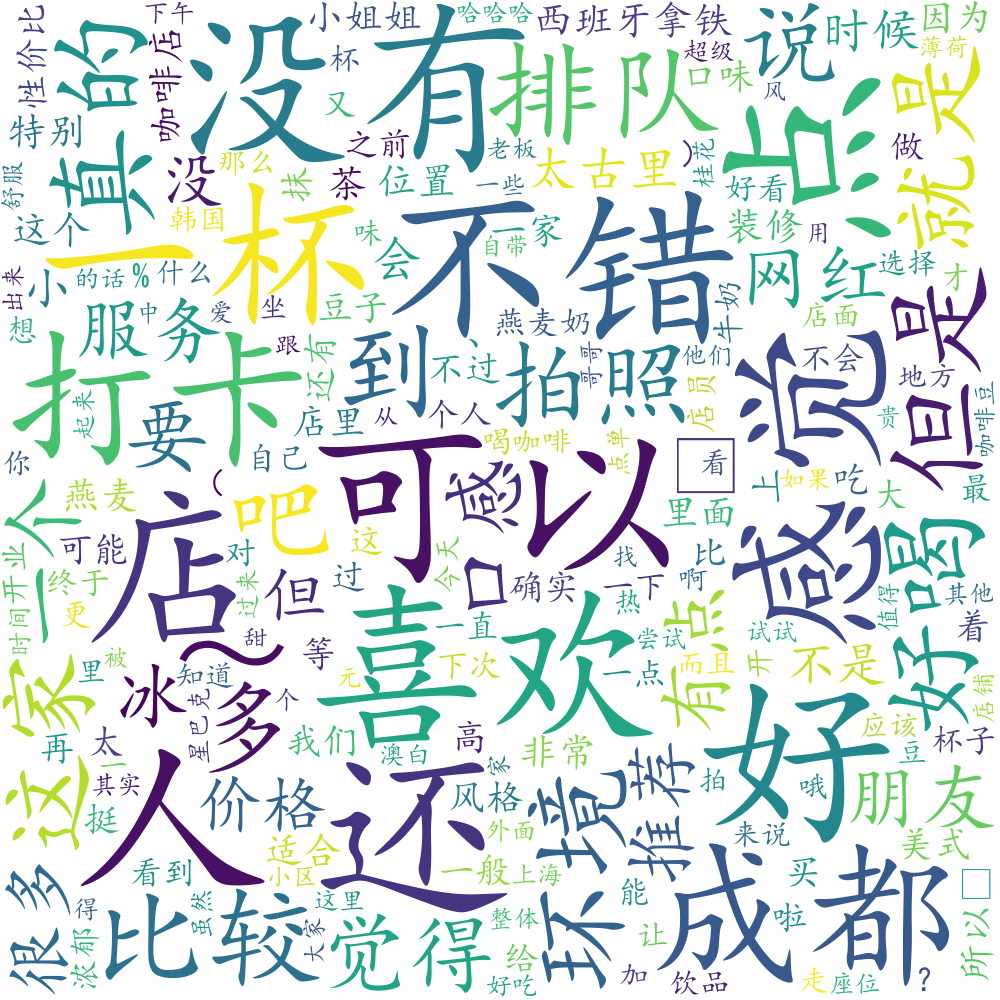 下午
小姐姐
哈哈哈
西班牙拿铁
因为
性价比
真的
咖啡店
杯
没有
超级
口味
说
时候
薄荷
就是
特别
又
排队
风
点
舒服
没
那么
之前
老板
做
这个
韩国
抹
茶
位置
一些
太古里
)
桂花
好看
装修
用
出来
小
的话
%
什么
一杯
味
会
自带
一家
不错
网红
选择
才
想
服务
中
爱
坐
豆子
燕麦奶
牛奶
店面
但是
打卡
跟
还有
到
不过
、
拍照
哥哥
他们
感觉
不会
地方
起来
要
店里
从
个人
店员
贵
咖啡豆
你
自己
(
可以
喝咖啡
点单
□
看
上
如果
吃
大
最
一个人
燕麦
店
吧
口感
里面
可能
对
这
比
好喝
时间开业
终于
更
过来
但
过
今天
确实
一下
找
热
啊
值得
其他
着
家
里
被
~
甜
等
喜欢
一直
尝试
有点
试试
而且
开
不是
店铺
知道
冰
多
个
元
下次
一点
再
太
一
星巴克
我们
澳白
高
非常
好
应该
豆
杯子
这
其实
挺
人
价格
还
家
风格
环境
推荐
拍
哦
朋友
看到
适合
小区
外面
一般
上海
来说
美式
很多
得
虽然
这里
能
买
成都
□
浓郁
比较
大家
觉得
整体
给
好吃
让
加
啦
饮品
走
座位
?
所以